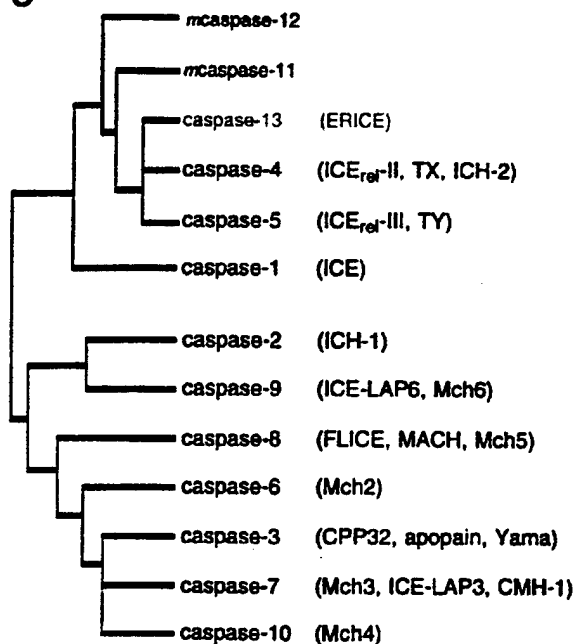 mcaspase-12
mcaspase-11
caspase-13 (ERICE)
caspase-4 (ICErel-II, TX, ICH-2)
caspase-5 (ICErel-III, TY)
caspase-1 (ICE)
caspase-2 (ICH-1)
caspase-9 (ICE-LAP6, Mch6)
caspase-8 (FLICE, MACH, Mch5)
caspase-6 (Mch2)
caspase-3 (CPP32, apopain, Yama)
caspase-7 (Mch3, ICE-LAP3, CMH-1)
caspase-10 (Mch4)